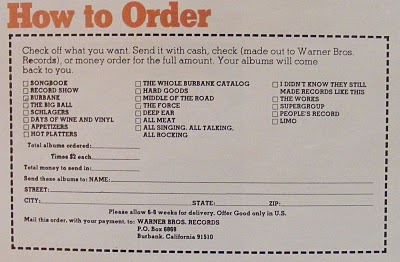 How to Order
Check off what you want. Send it with cash, check (made out to Warner Bros.
Records), or money order for the full amount. Your albums will come
back to you.
SONGBOOK
RECORD SHOW
BURBANK
THE BIG BALL
SCHLAGERS
DAYS OF WINE AND VINYL
APPETIZERS
HOT PLATTERS
THE WHOLE BURBANK CATALOG
HARD GOODS
MIDDLE OF THE ROAD
THE FORCE
DEEP EAR
ALL MEAT
ALL SINGING, ALL TALKING,
ALL ROCKING
I DIDN'T KNOW THEY STILL
MADE RECORDS LIKE THIS
THE WORKS
SUPERGROUP
PEOPLE'S RECORD
LIMO
Total albums ordered:
Times $2 each
Total money to send in:
Send these albums to: NAME:
STREET:
CITY: STATE: ZIP:
Please allow 6-8 weeks for delivery. Offer Good only in U.S.
Mail this order, with your payment, to: WARNER BROS. RECORDS
P.O. Box 6868
Burbank, California 91510